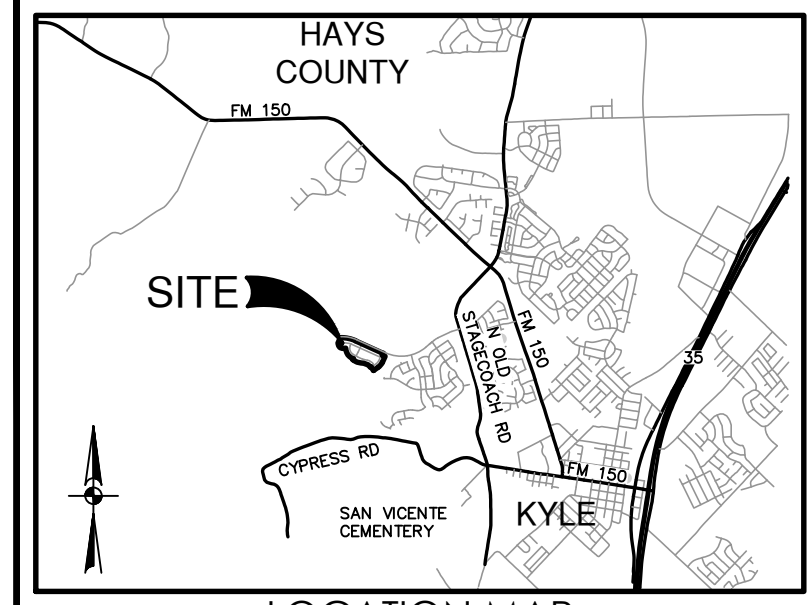 HAYS
COUNTY
FM 150
SITE
N OLD
STAGECOACH RD
FM 150
35
CYPRESS RD
FM 150
SAN VICENTE
CEMENTERY
KYLE
LOCATION MAP